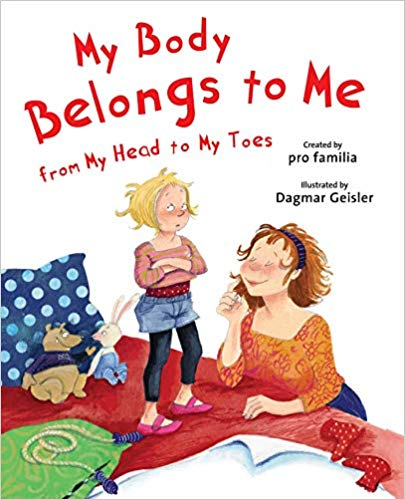 My Body
Belongs to Me
from My Head to My Toes
Created by
pro familia
Illustrated by
Dagmar Geisler